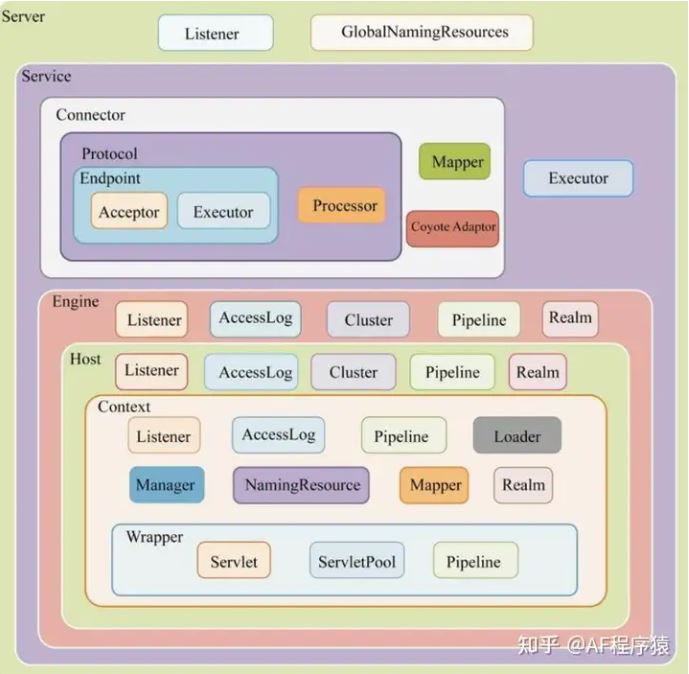 Server
Listener
GlobalNamingResources
Service
Connector
Protocol
Endpoint
Acceptor
Executor
Processor
Mapper
Coyote Adaptor
Executor
Engine
Listener
AccessLog
Cluster
Pipeline
Realm
Host
Listener
AccessLog
Cluster
Pipeline
Realm
Context
Listener
AccessLog
Pipeline
Loader
Manager
NamingResource
Mapper
Realm
Wrapper
Servlet
ServletPool
Pipeline
知乎 @AF程序猿